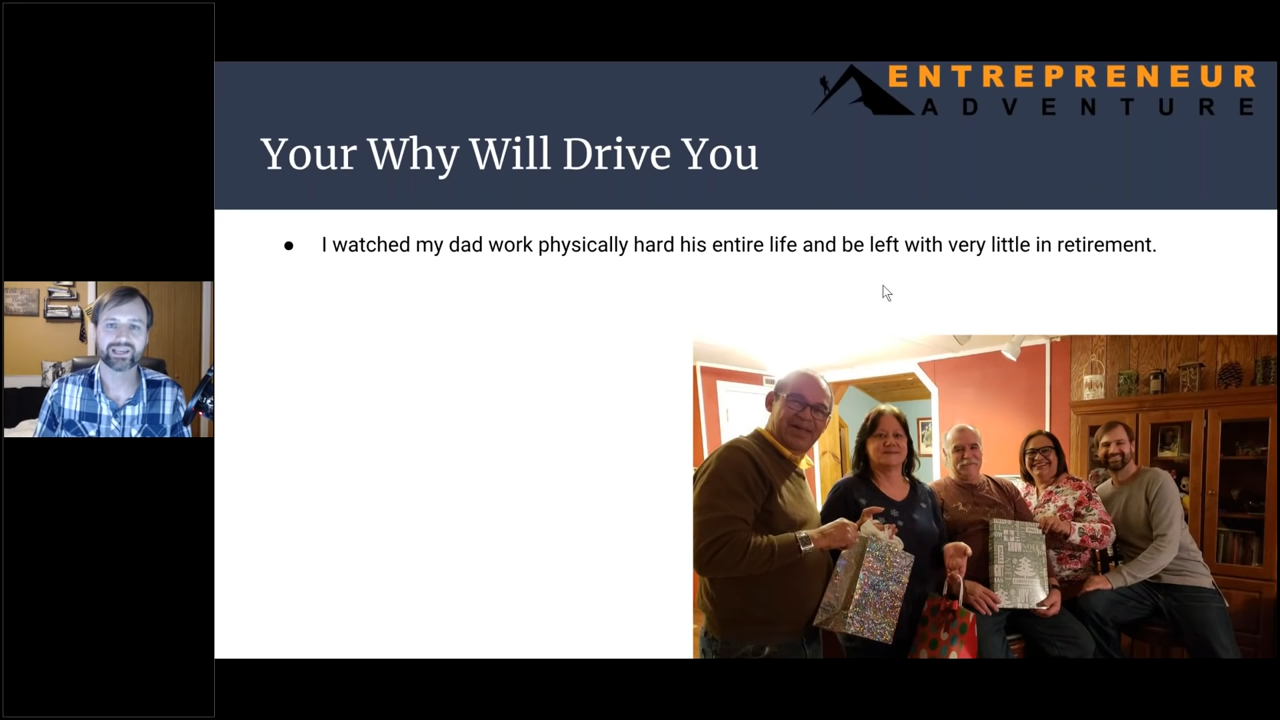 ENTREPRENEUR
ADVENTURE
Your Why Will Drive You
● I watched my dad work physically hard his entire life and be left with very little in retirement.